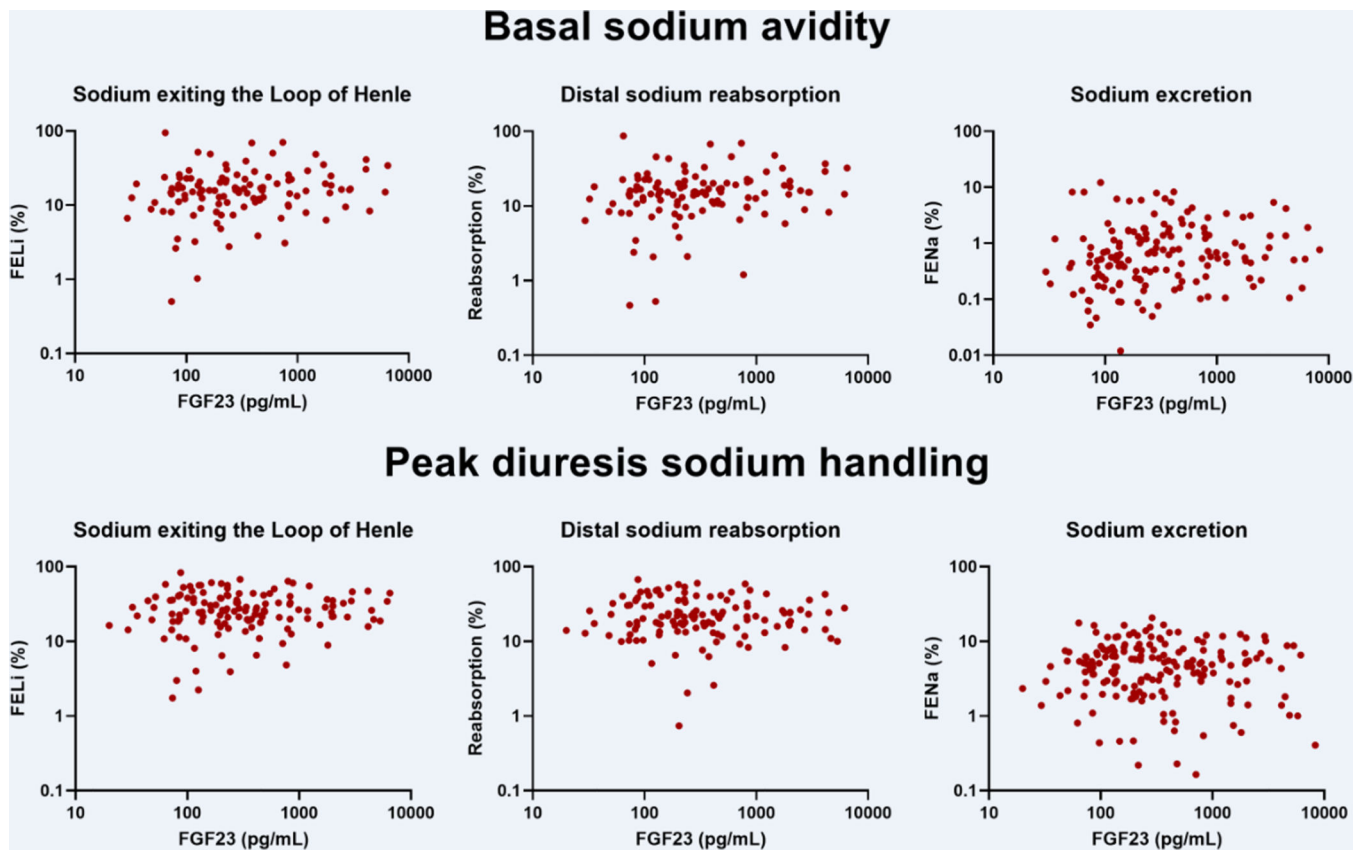 Basal sodium avidity
Sodium exiting the Loop of Henle
Distal sodium reabsorption
Sodium excretion
FELi (%)
100
10
1
0.1
10
100
1000
10000
FGF23 (pg/mL)
Reabsorption (%)
100
10
1
0.1
10
100
1000
10000
FGF23 (pg/mL)
FENa (%)
100
10
1
0.1
0.01
10
100
1000
10000
FGF23 (pg/mL)
Peak diuresis sodium handling
Sodium exiting the Loop of Henle
Distal sodium reabsorption
Sodium excretion
FELi (%)
100
10
1
0.1
10
100
1000
10000
FGF23 (pg/mL)
Reabsorption (%)
100
10
1
0.1
10
100
1000
10000
FGF23 (pg/mL)
FENa (%)
100
10
1
0.1
10
100
1000
10000
FGF23 (pg/mL)